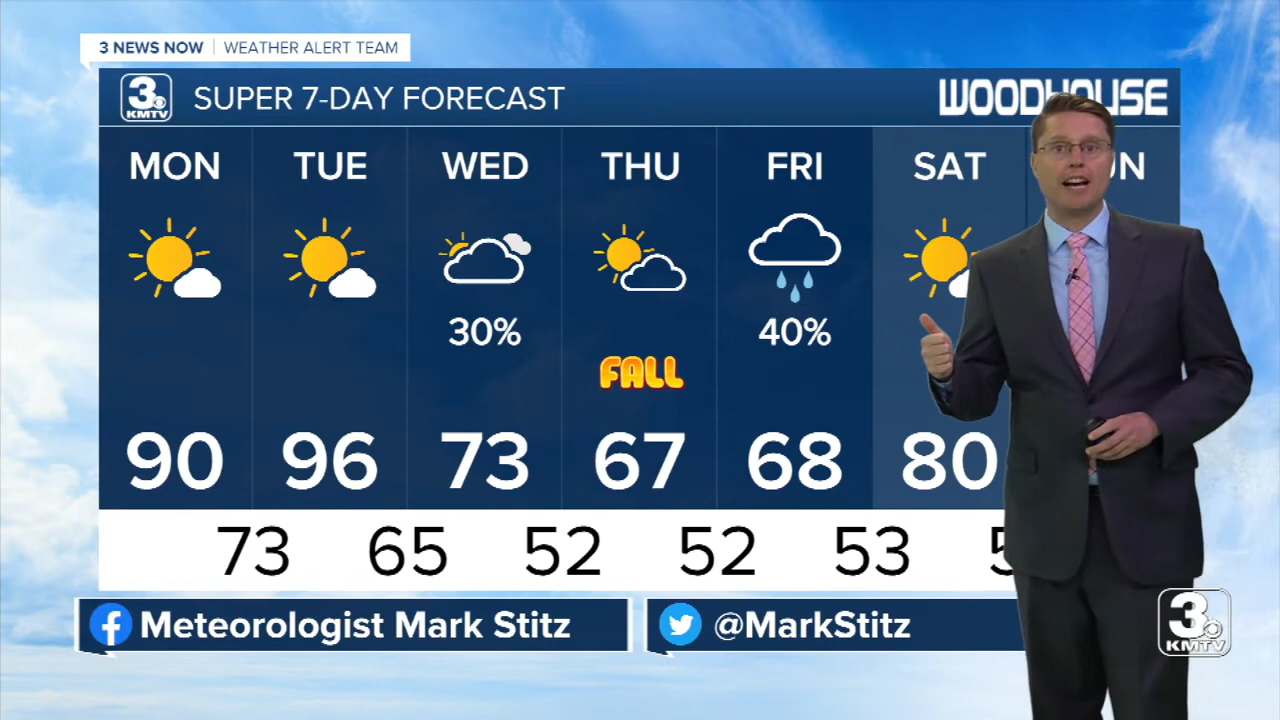 3 NEWS NOW | WEATHER ALERT TEAM
3 KMTV SUPER 7-DAY FORECAST WOODHOUSE
MON TUE WED THU FRI SAT
30% 40%
FALL
90 96 73 67 68 80
73 65 52 52 53
Meteorologist Mark Stitz @MarkStitz
3 KMTV